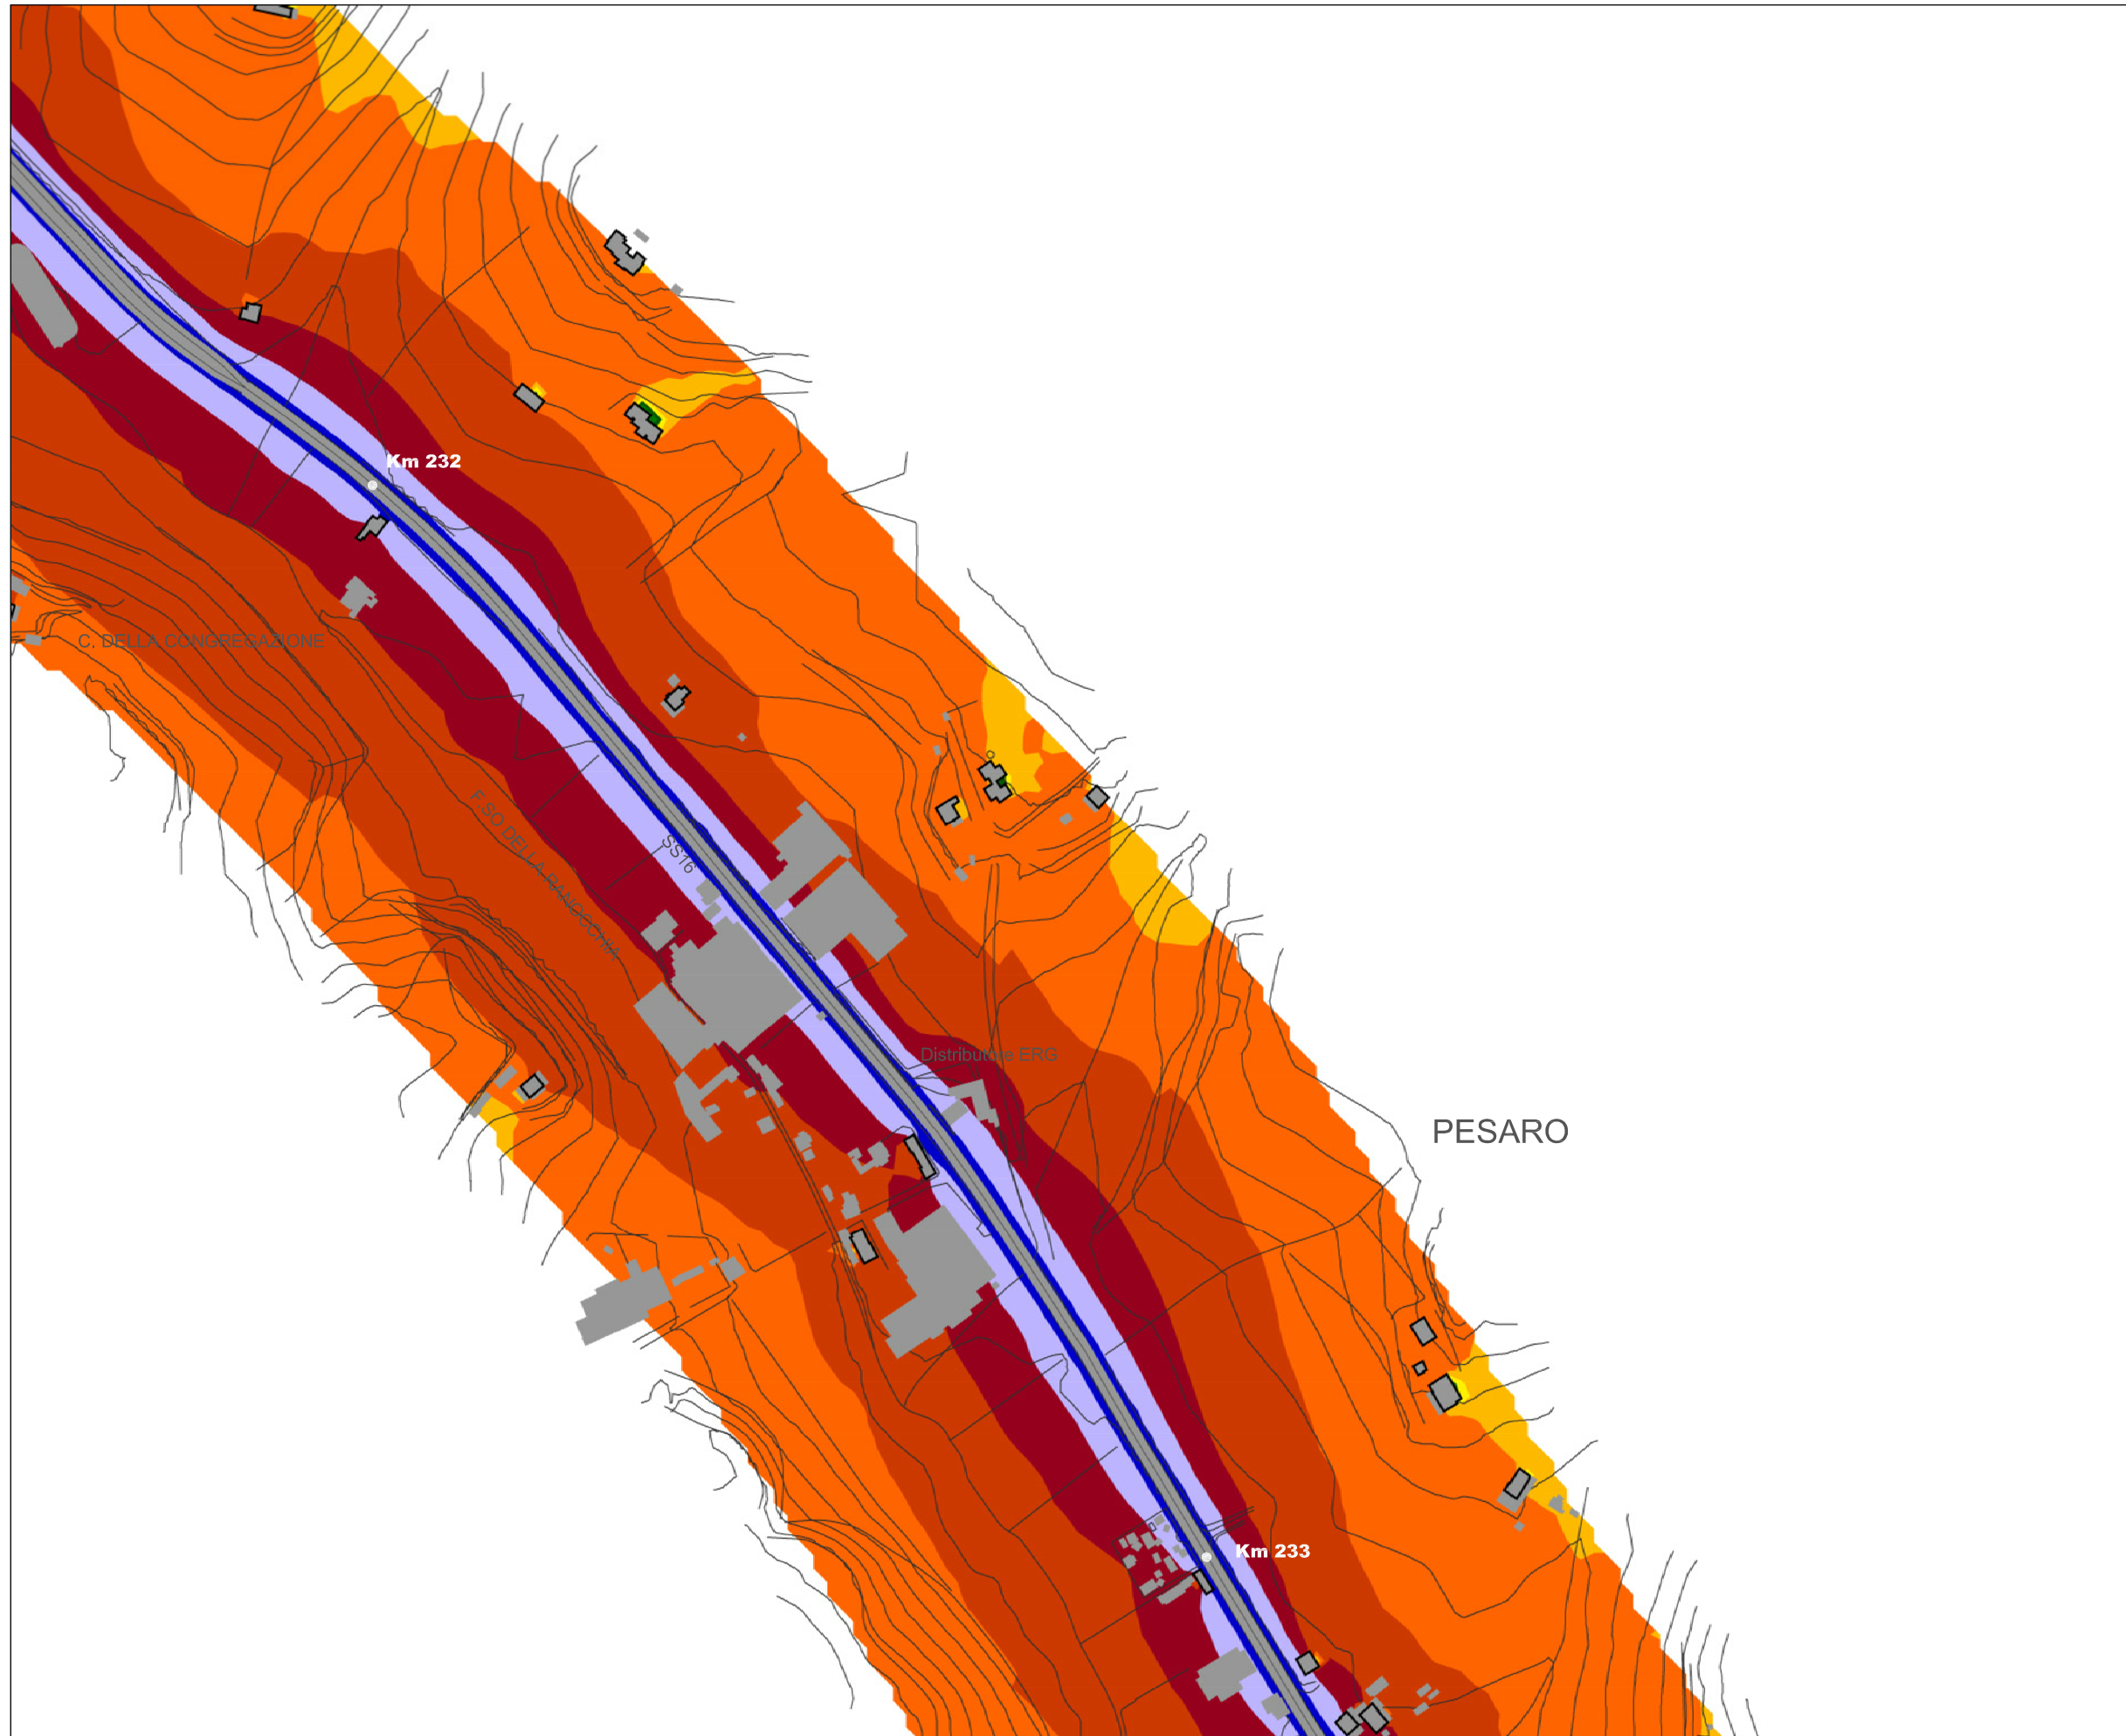 Km 232
C. DELLA CONGREGAZIONE
F.SO DELLA RANOCCHIA
SS16
Distributore ERG
PESARO
Km 233